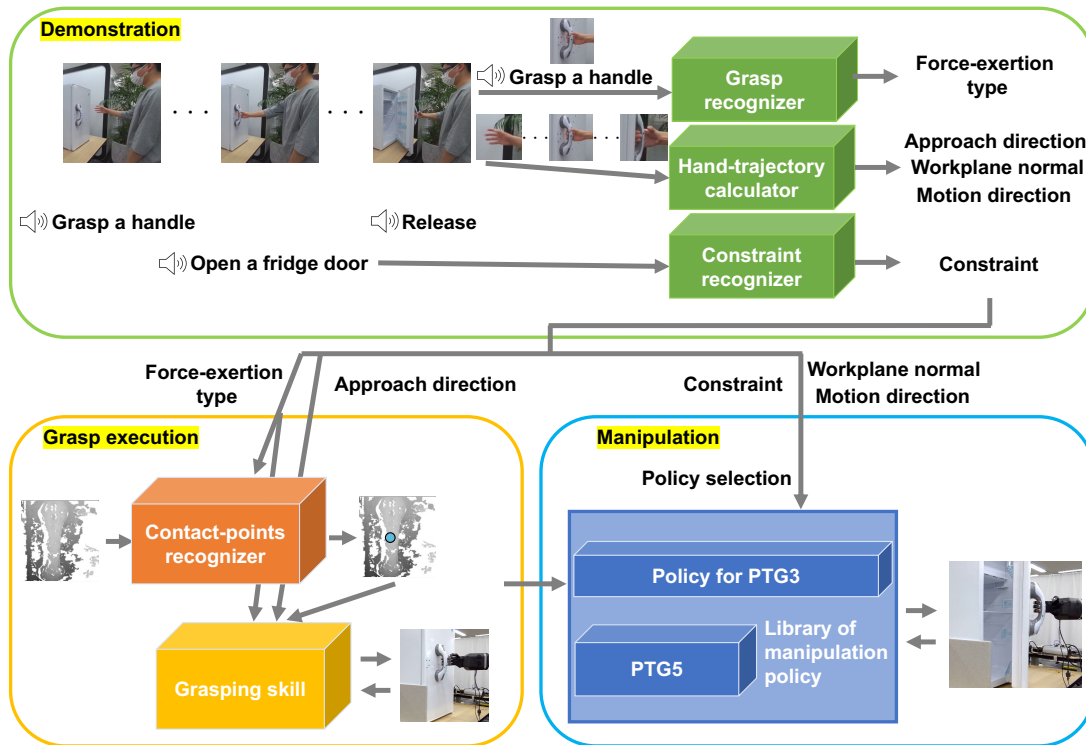 Demonstration
Grasp a handle
Grasp
recognizer
Force-exertion
type
. . .
. . .
. . .
. . .
Hand-trajectory
calculator
Approach direction
Workplane normal
Motion direction
Grasp a handle
Release
Open a fridge door
Constraint
recognizer
Constraint
Force-exertion
type
Approach direction
Constraint
Workplane normal
Motion direction
Grasp execution
Manipulation
Policy selection
Contact-points
recognizer
Policy for PTG3
Library of
manipulation
policy
PTG5
Grasping skill